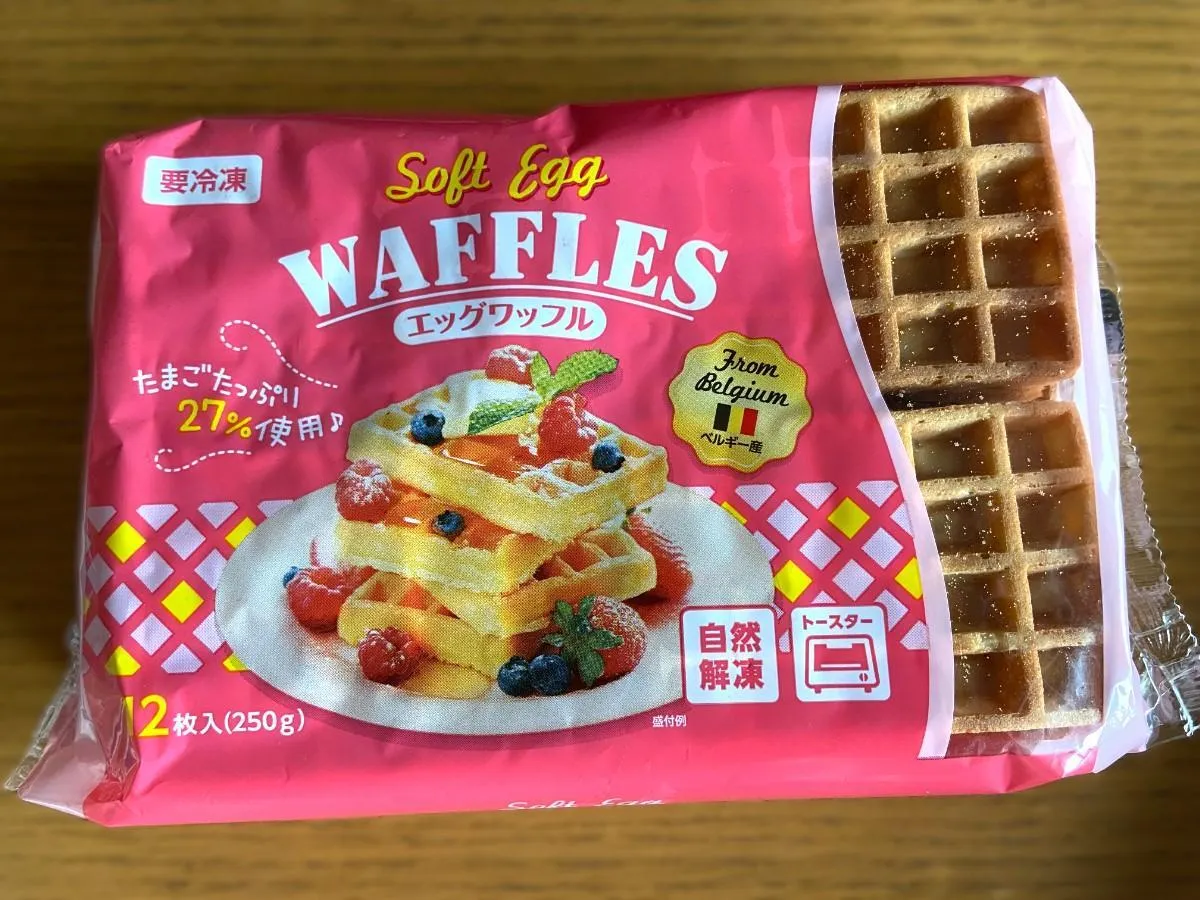 要冷凍
Soft Egg
WAFFLES
エッグワッフル
たまごたっぷり
27%使用♪
From
Belgium
ベルギー産
自然
解凍
トースター
12枚入(250g)
盛付例
Soft Egg